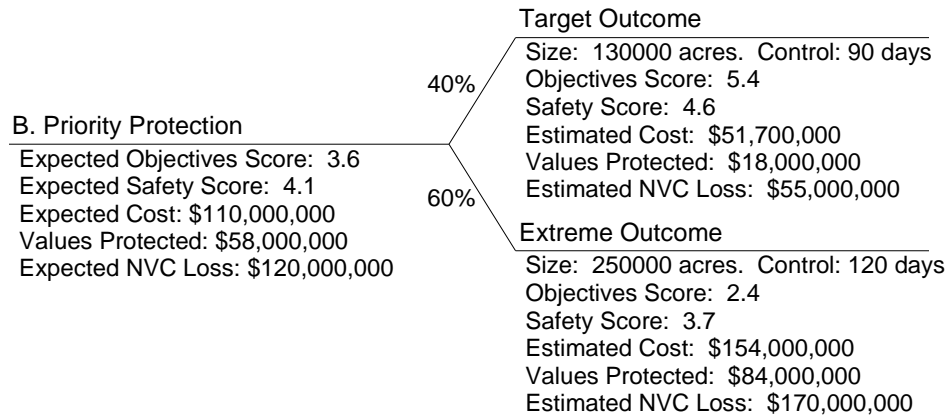 B. Priority Protection
Expected Objectives Score: 3.6
Expected Safety Score: 4.1
Expected Cost: $110,000,000
Values Protected: $58,000,000
Expected NVC Loss: $120,000,000
40%
Target Outcome
Size: 130000 acres. Control: 90 days
Objectives Score: 5.4
Safety Score: 4.6
Estimated Cost: $51,700,000
Values Protected: $18,000,000
Estimated NVC Loss: $55,000,000
60%
Extreme Outcome
Size: 250000 acres. Control: 120 days
Objectives Score: 2.4
Safety Score: 3.7
Estimated Cost: $154,000,000
Values Protected: $84,000,000
Estimated NVC Loss: $170,000,000